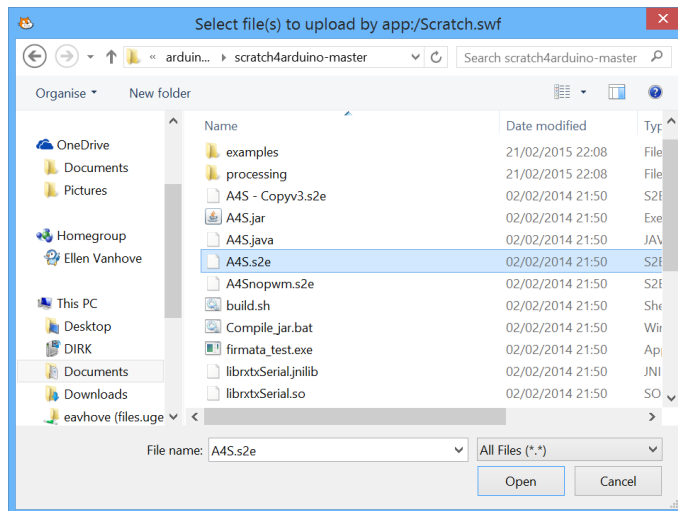 Select file(s) to upload by app:/Scratch.swf
« arduin... scratch4arduino-master Search scratch4arduino-master
Organise New folder
Name Date modified Typ
OneDrive
Documents
Pictures
Homegroup
Ellen Vanhove
This PC
Desktop
DIRK
Documents
Downloads
eavhove (files.uge
examples 21/02/2015 22:08 File
processing 21/02/2015 22:08 File
A4S - Copyv3.s2e 02/02/2014 21:50 S2E
A4S.jar 02/02/2014 21:50 Exe
A4S.java 02/02/2014 21:50 JAV
A4S.s2e 02/02/2014 21:50 S2E
A4Snopwm.s2e 02/02/2014 21:50 S2E
build.sh 02/02/2014 21:50 She
Compile_jar.bat 02/02/2014 21:50 Win
firmata_test.exe 02/02/2014 21:50 App
librxtxSerial.jnilib 02/02/2014 21:50 JNI
librxtxSerial.so 02/02/2014 21:50 SO
File name: A4S.s2e All Files (*.*)
Open Cancel